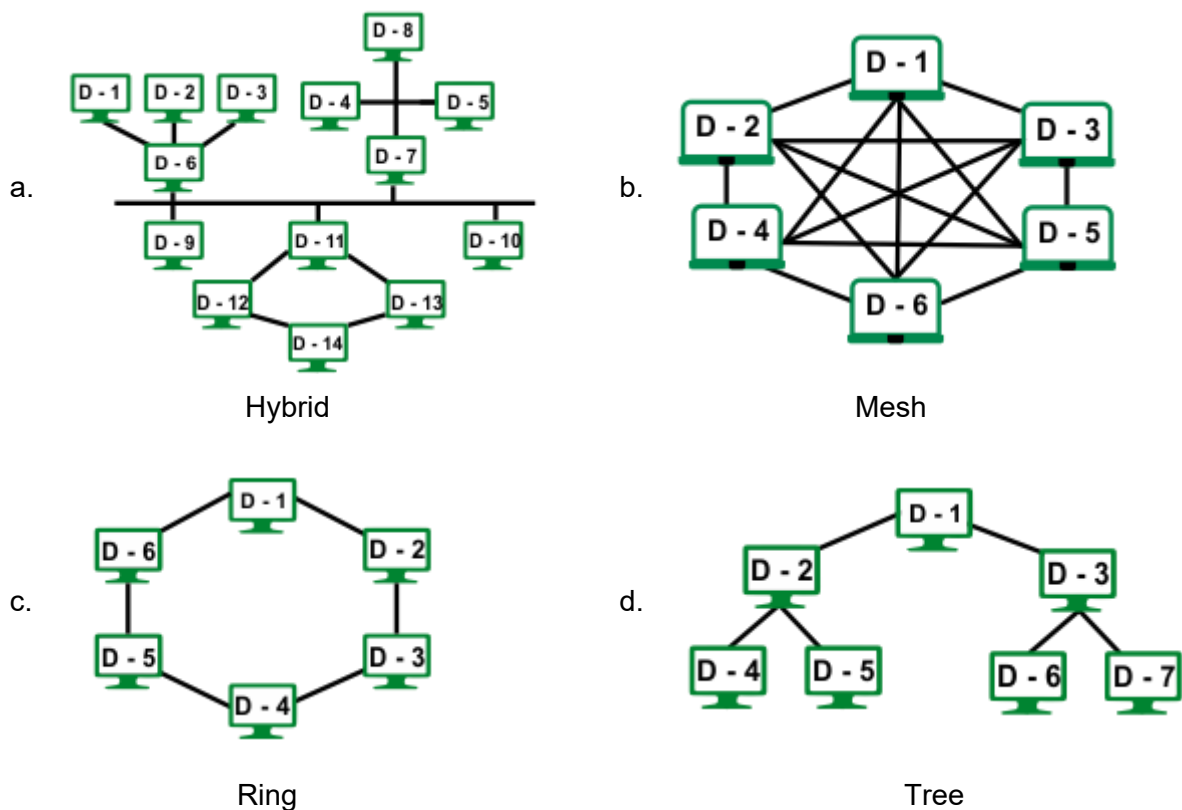 a.
D - 8
D - 1
D - 2
D - 3
D - 4
D - 5
D - 6
D - 7
D - 9
D - 11
D - 10
D - 12
D - 13
D - 14
Hybrid
b.
D - 1
D - 2
D - 3
D - 4
D - 5
D - 6
Mesh
c.
D - 1
D - 6
D - 2
D - 5
D - 3
D - 4
Ring
d.
D - 1
D - 2
D - 3
D - 4
D - 5
D - 6
D - 7
Tree